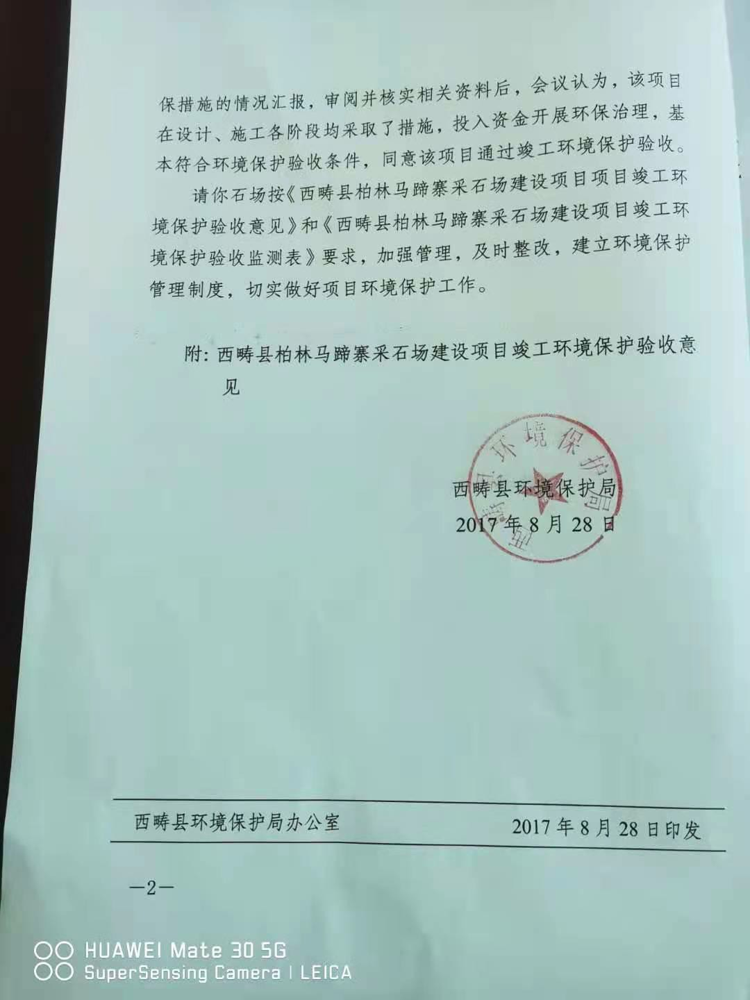 保措施的情况汇报，审阅并核实相关资料后，会议认为，该项目
在设计、施工各阶段均采取了措施，投入资金开展环保治理，基
本符合环境保护验收条件，同意该项目通过竣工环境保护验收。
请你石场按《西畴县柏林马蹄寨采石场建设项目项目竣工环
境保护验收意见》和《西畴县柏林马蹄寨采石场建设项目竣工环
境保护验收监测表》要求，加强管理，及时整改，建立环境保护
管理制度，切实做好项目环境保护工作。
附：西畴县柏林马蹄寨采石场建设项目竣工环境保护验收意
见
西畴县环境保护局
西畴县环境保护局
2017年8月28日
西畴县环境保护局办公室 2017年8月28日印发
—2—
HUAWEI Mate 30 5G
SuperSensing Camera | LEICA